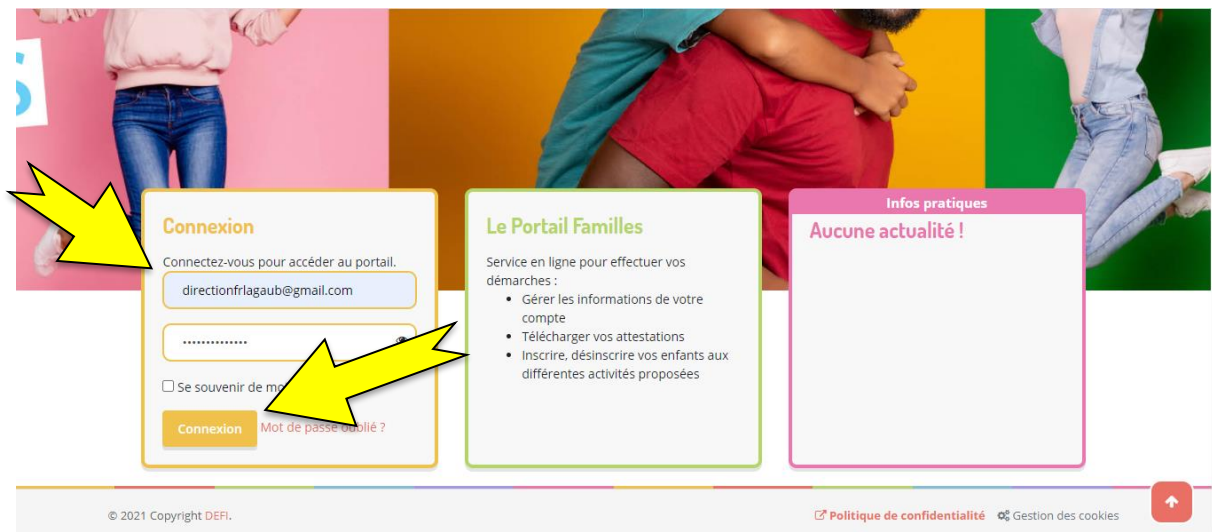 S
Connexion
Connectez-vous pour accéder au portail.
directionfrlagaub@gmail.com
Se souvenir de mo
Connexion
Mot de passe oublié ?
Le Portail Familles
Service en ligne pour effectuer vos
démarches :
• Gérer les informations de votre
compte
• Télécharger vos attestations
• Inscrire, désinscrire vos enfants aux
différentes activités proposées
Infos pratiques
Aucune actualité !
© 2021 Copyright DEFI.
Politique de confidentialité
Gestion des cookies